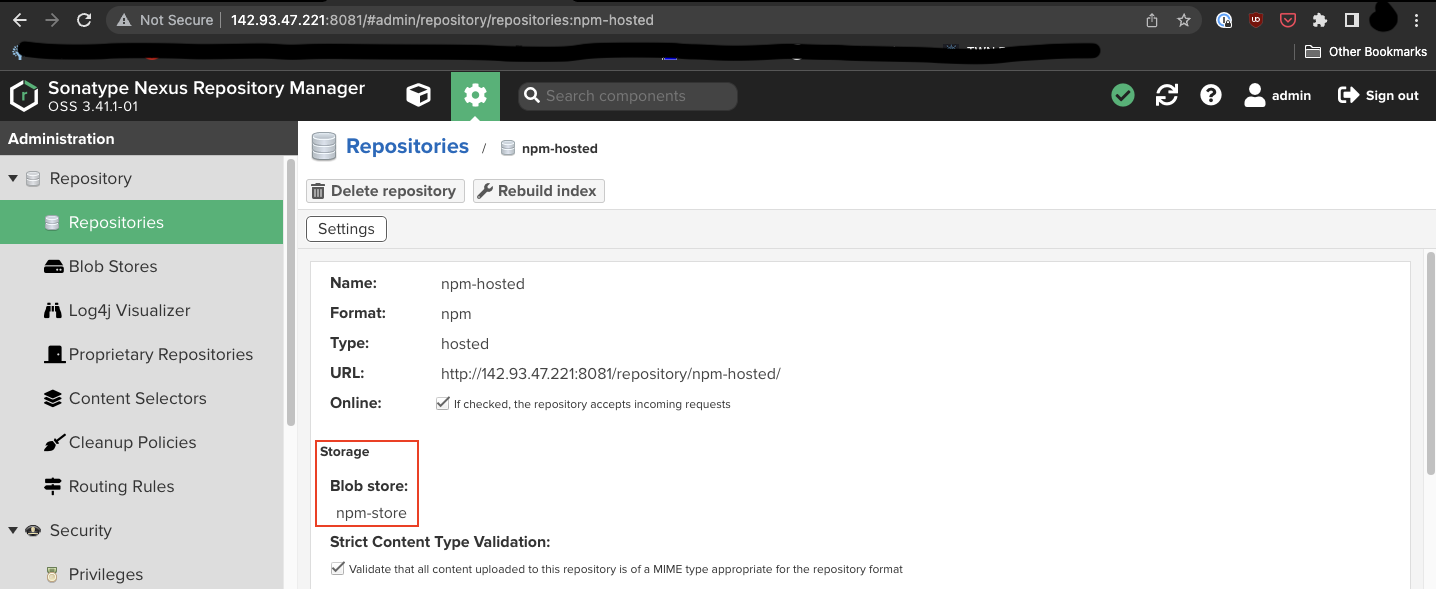 Not Secure 142.93.47.221:8081/#admin/repository/repositories:npm-hosted
Other Bookmarks
Sonatype Nexus Repository Manager
OSS 3.41.1-01
Search components
admin
Sign out
Administration
Repository
Repositories
Blob Stores
Log4j Visualizer
Proprietary Repositories
Content Selectors
Cleanup Policies
Routing Rules
Security
Privileges
Repositories / npm-hosted
Delete repository
Rebuild index
Settings
Name: npm-hosted
Format: npm
Type: hosted
URL: http://142.93.47.221:8081/repository/npm-hosted/
Online: If checked, the repository accepts incoming requests
Storage
Blob store:
npm-store
Strict Content Type Validation:
Validate that all content uploaded to this repository is of a MIME type appropriate for the repository format